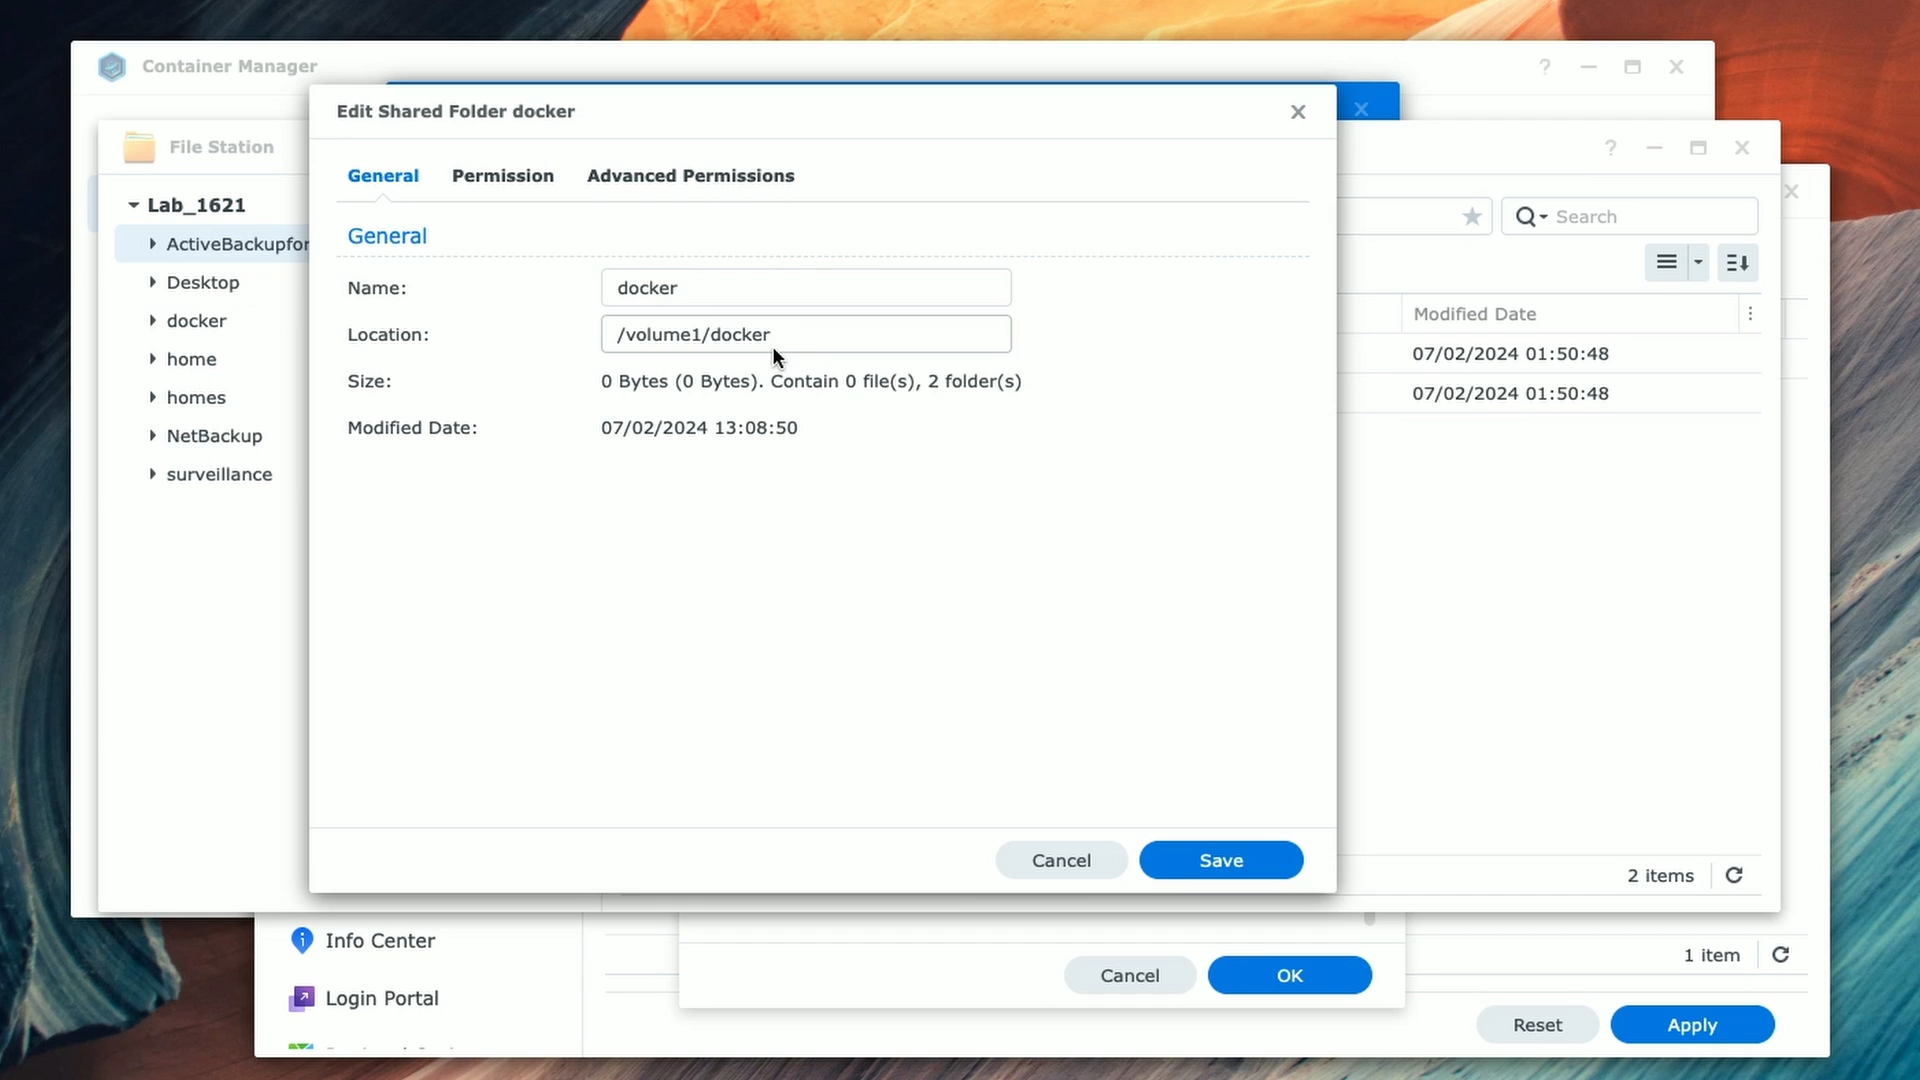 Container Manager
?
Edit Shared Folder docker
File Station
?
General Permission Advanced Permissions
Lab_1621
Search
ActiveBackupfor
General
Desktop
Name: docker
Modified Date
docker
Location: /volume1/docker
07/02/2024 01:50:48
home
Size: 0 Bytes (0 Bytes). Contain 0 file(s), 2 folder(s)
07/02/2024 01:50:48
homes
Modified Date: 07/02/2024 13:08:50
NetBackup
surveillance
Cancel Save
2 items
Info Center
1 item
Cancel OK
Login Portal
Reset Apply